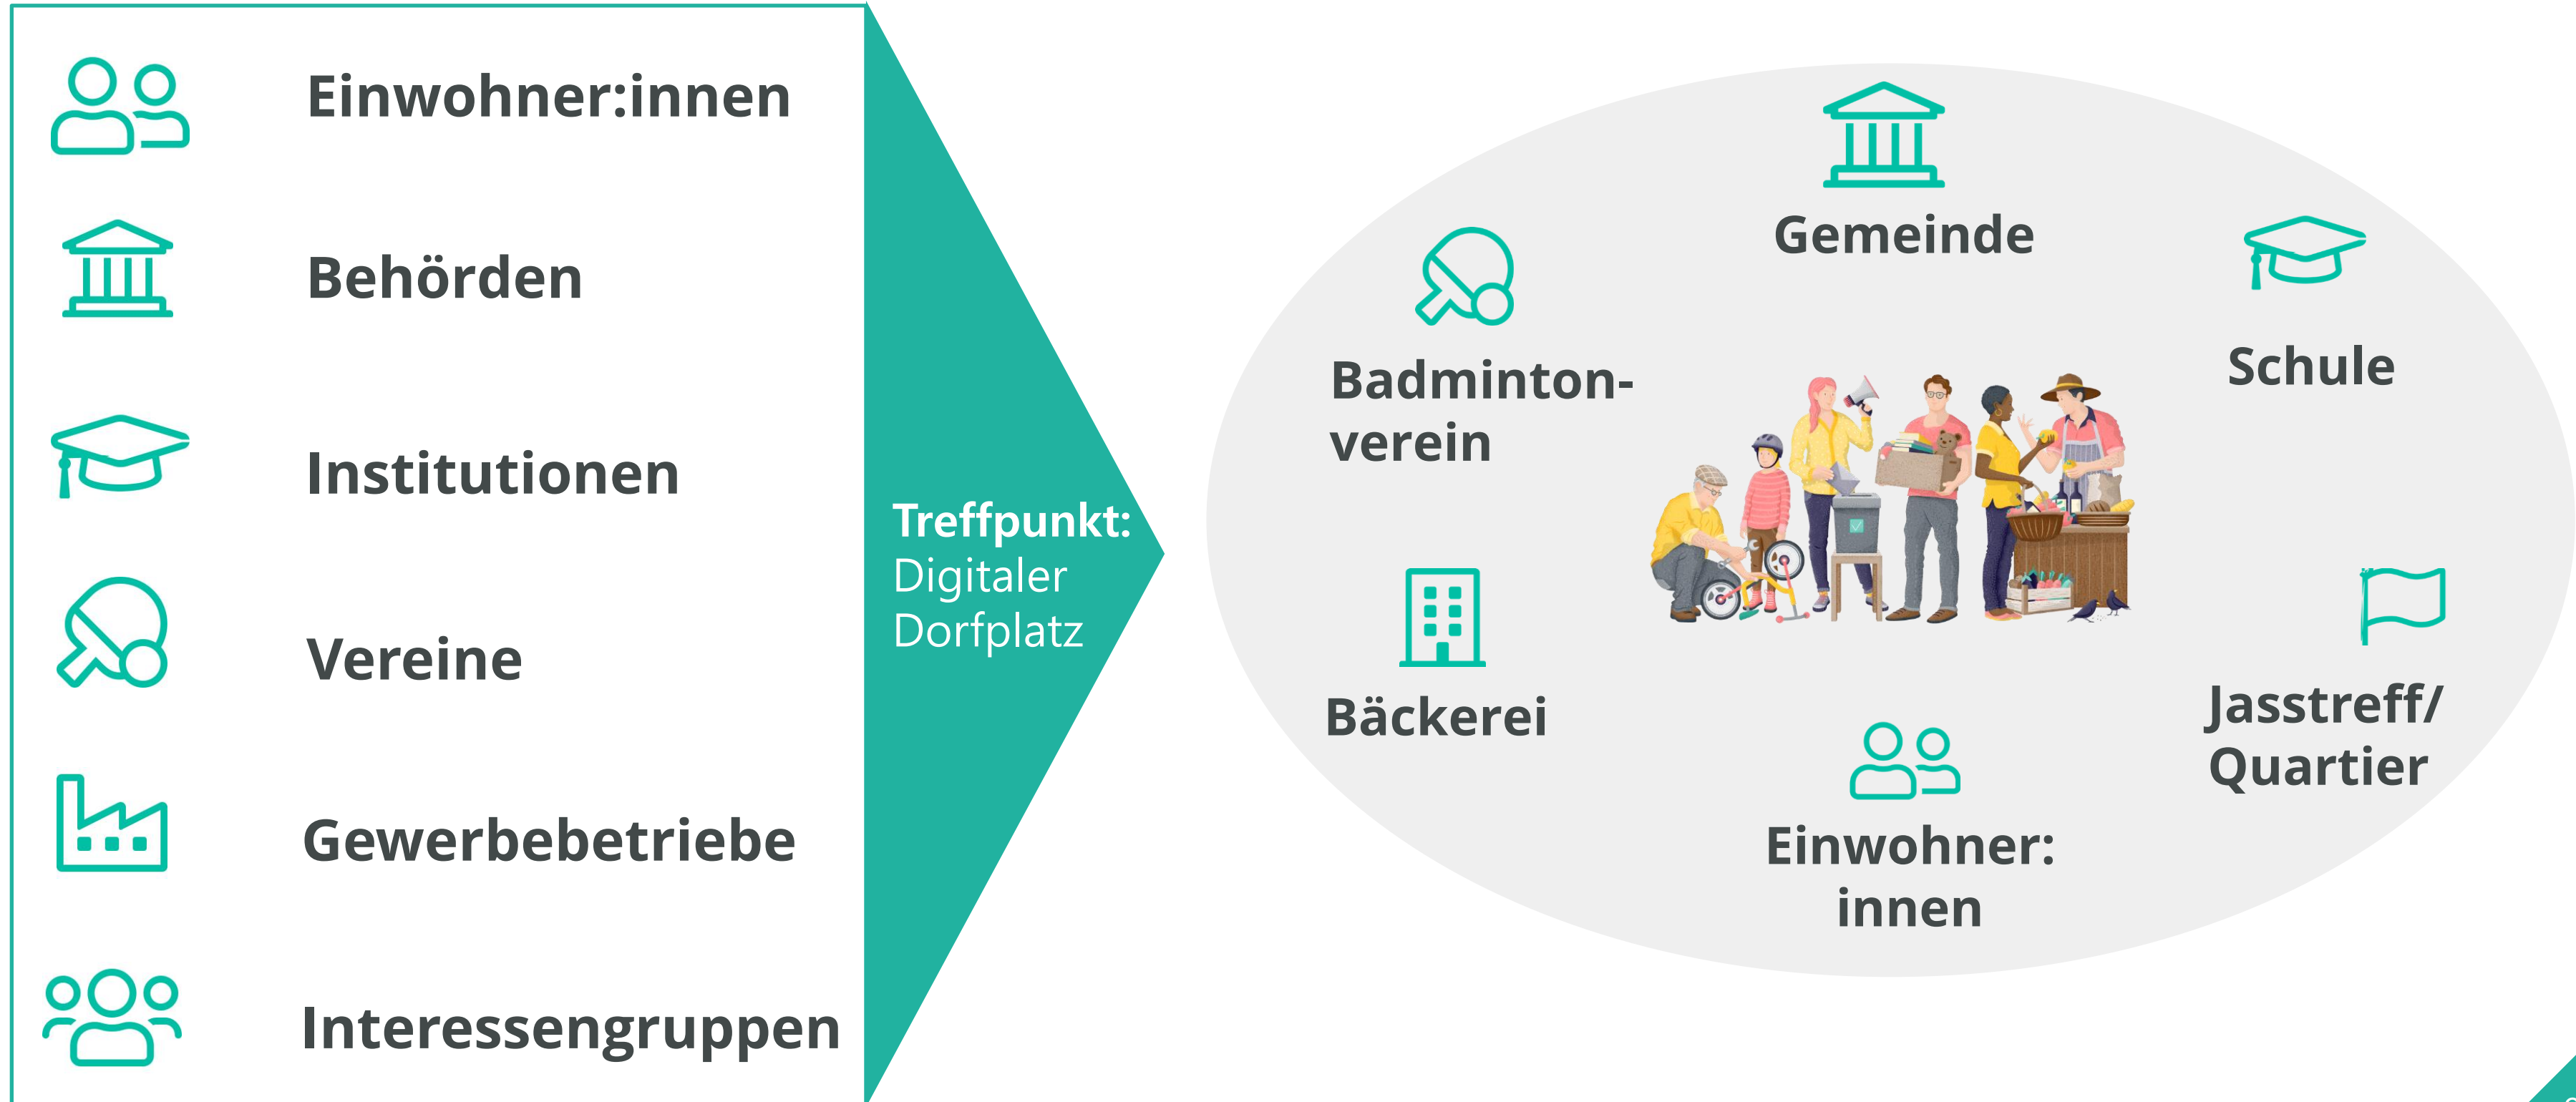 Einwohner:innen
Behörden
Institutionen
Vereine
Gewerbebetriebe
Interessengruppen
Treffpunkt:
Digitaler
Dorfplatz
Gemeinde
Schule
Badminton-
verein
Bäckerei
Jasstreff/
Quartier
Einwohner:
innen